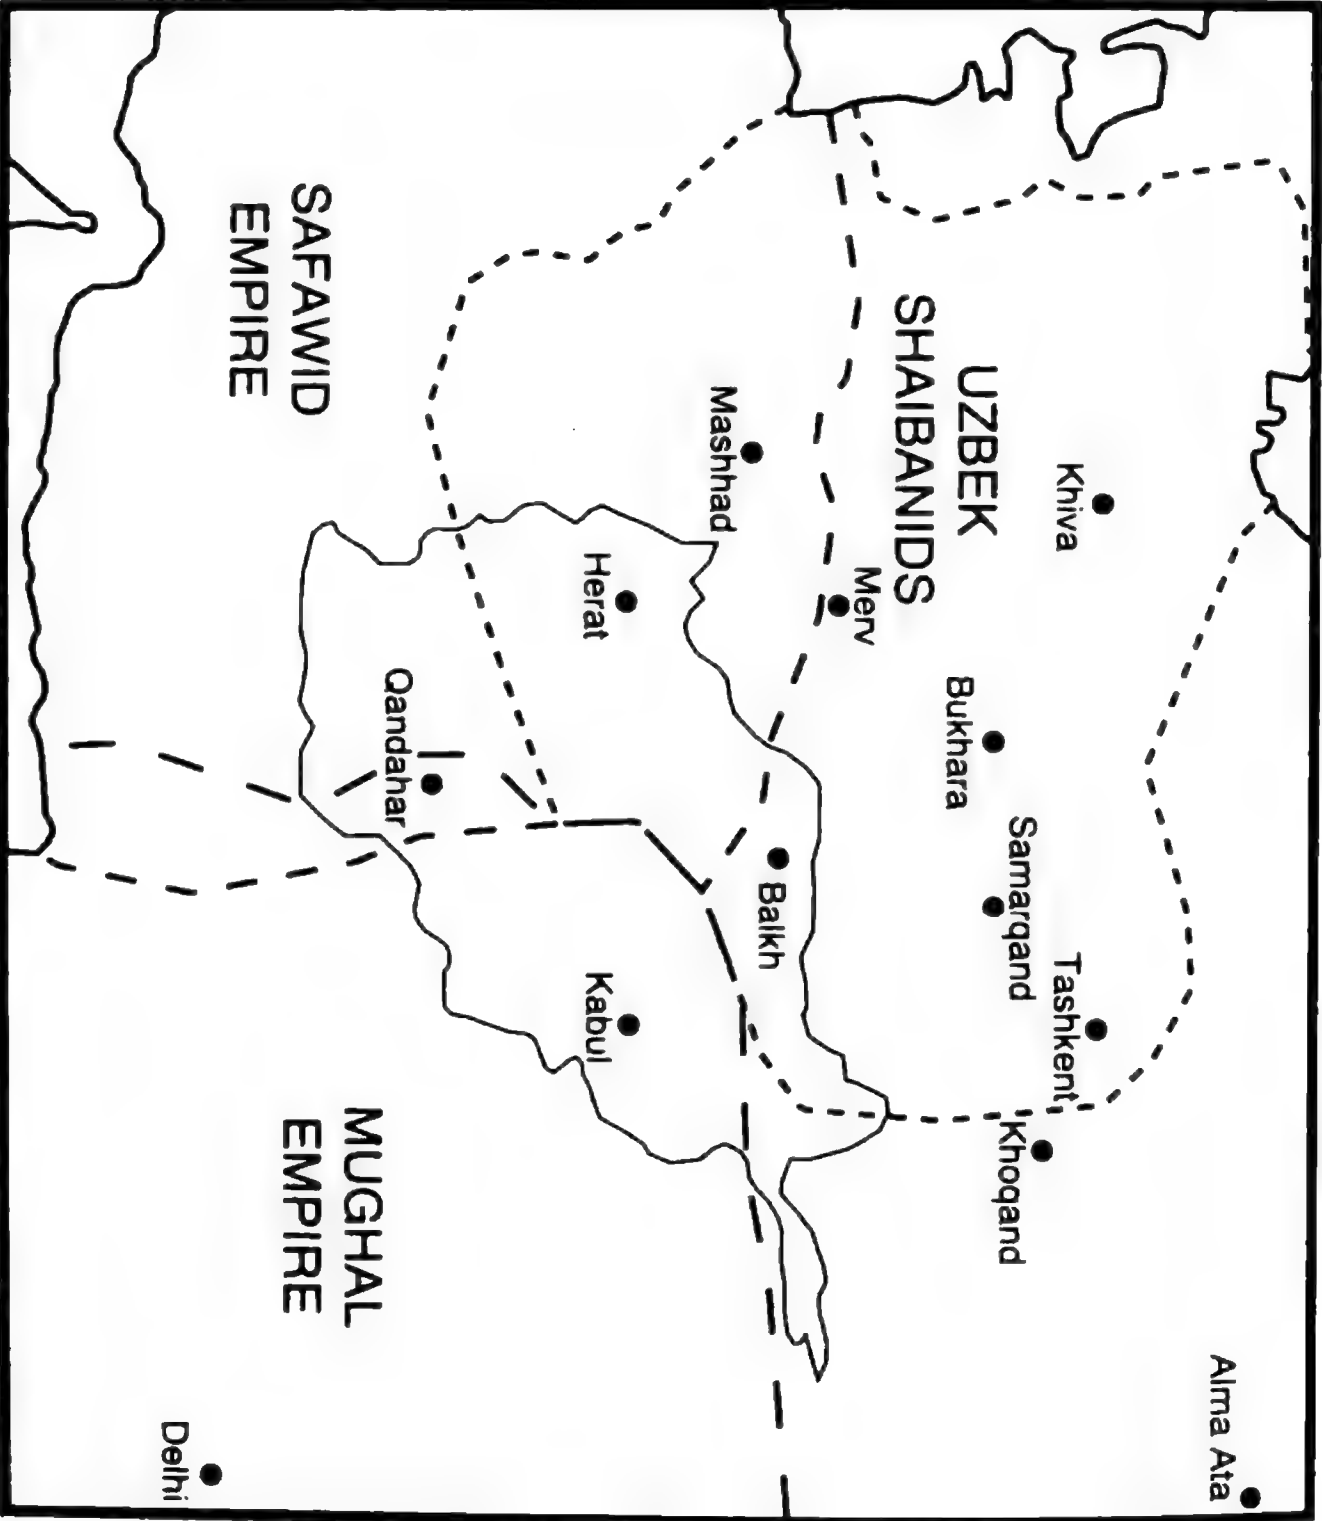 Alma Ata
Khiva
Tashkent
Khoqand
UZBEK
SHAIBANIDS
Samarqand
Bukhara
Merv
Balkh
Mashhad
Herat
Kabul
Qandahar
SAFAWID
EMPIRE
MUGHAL
EMPIRE
Delhi